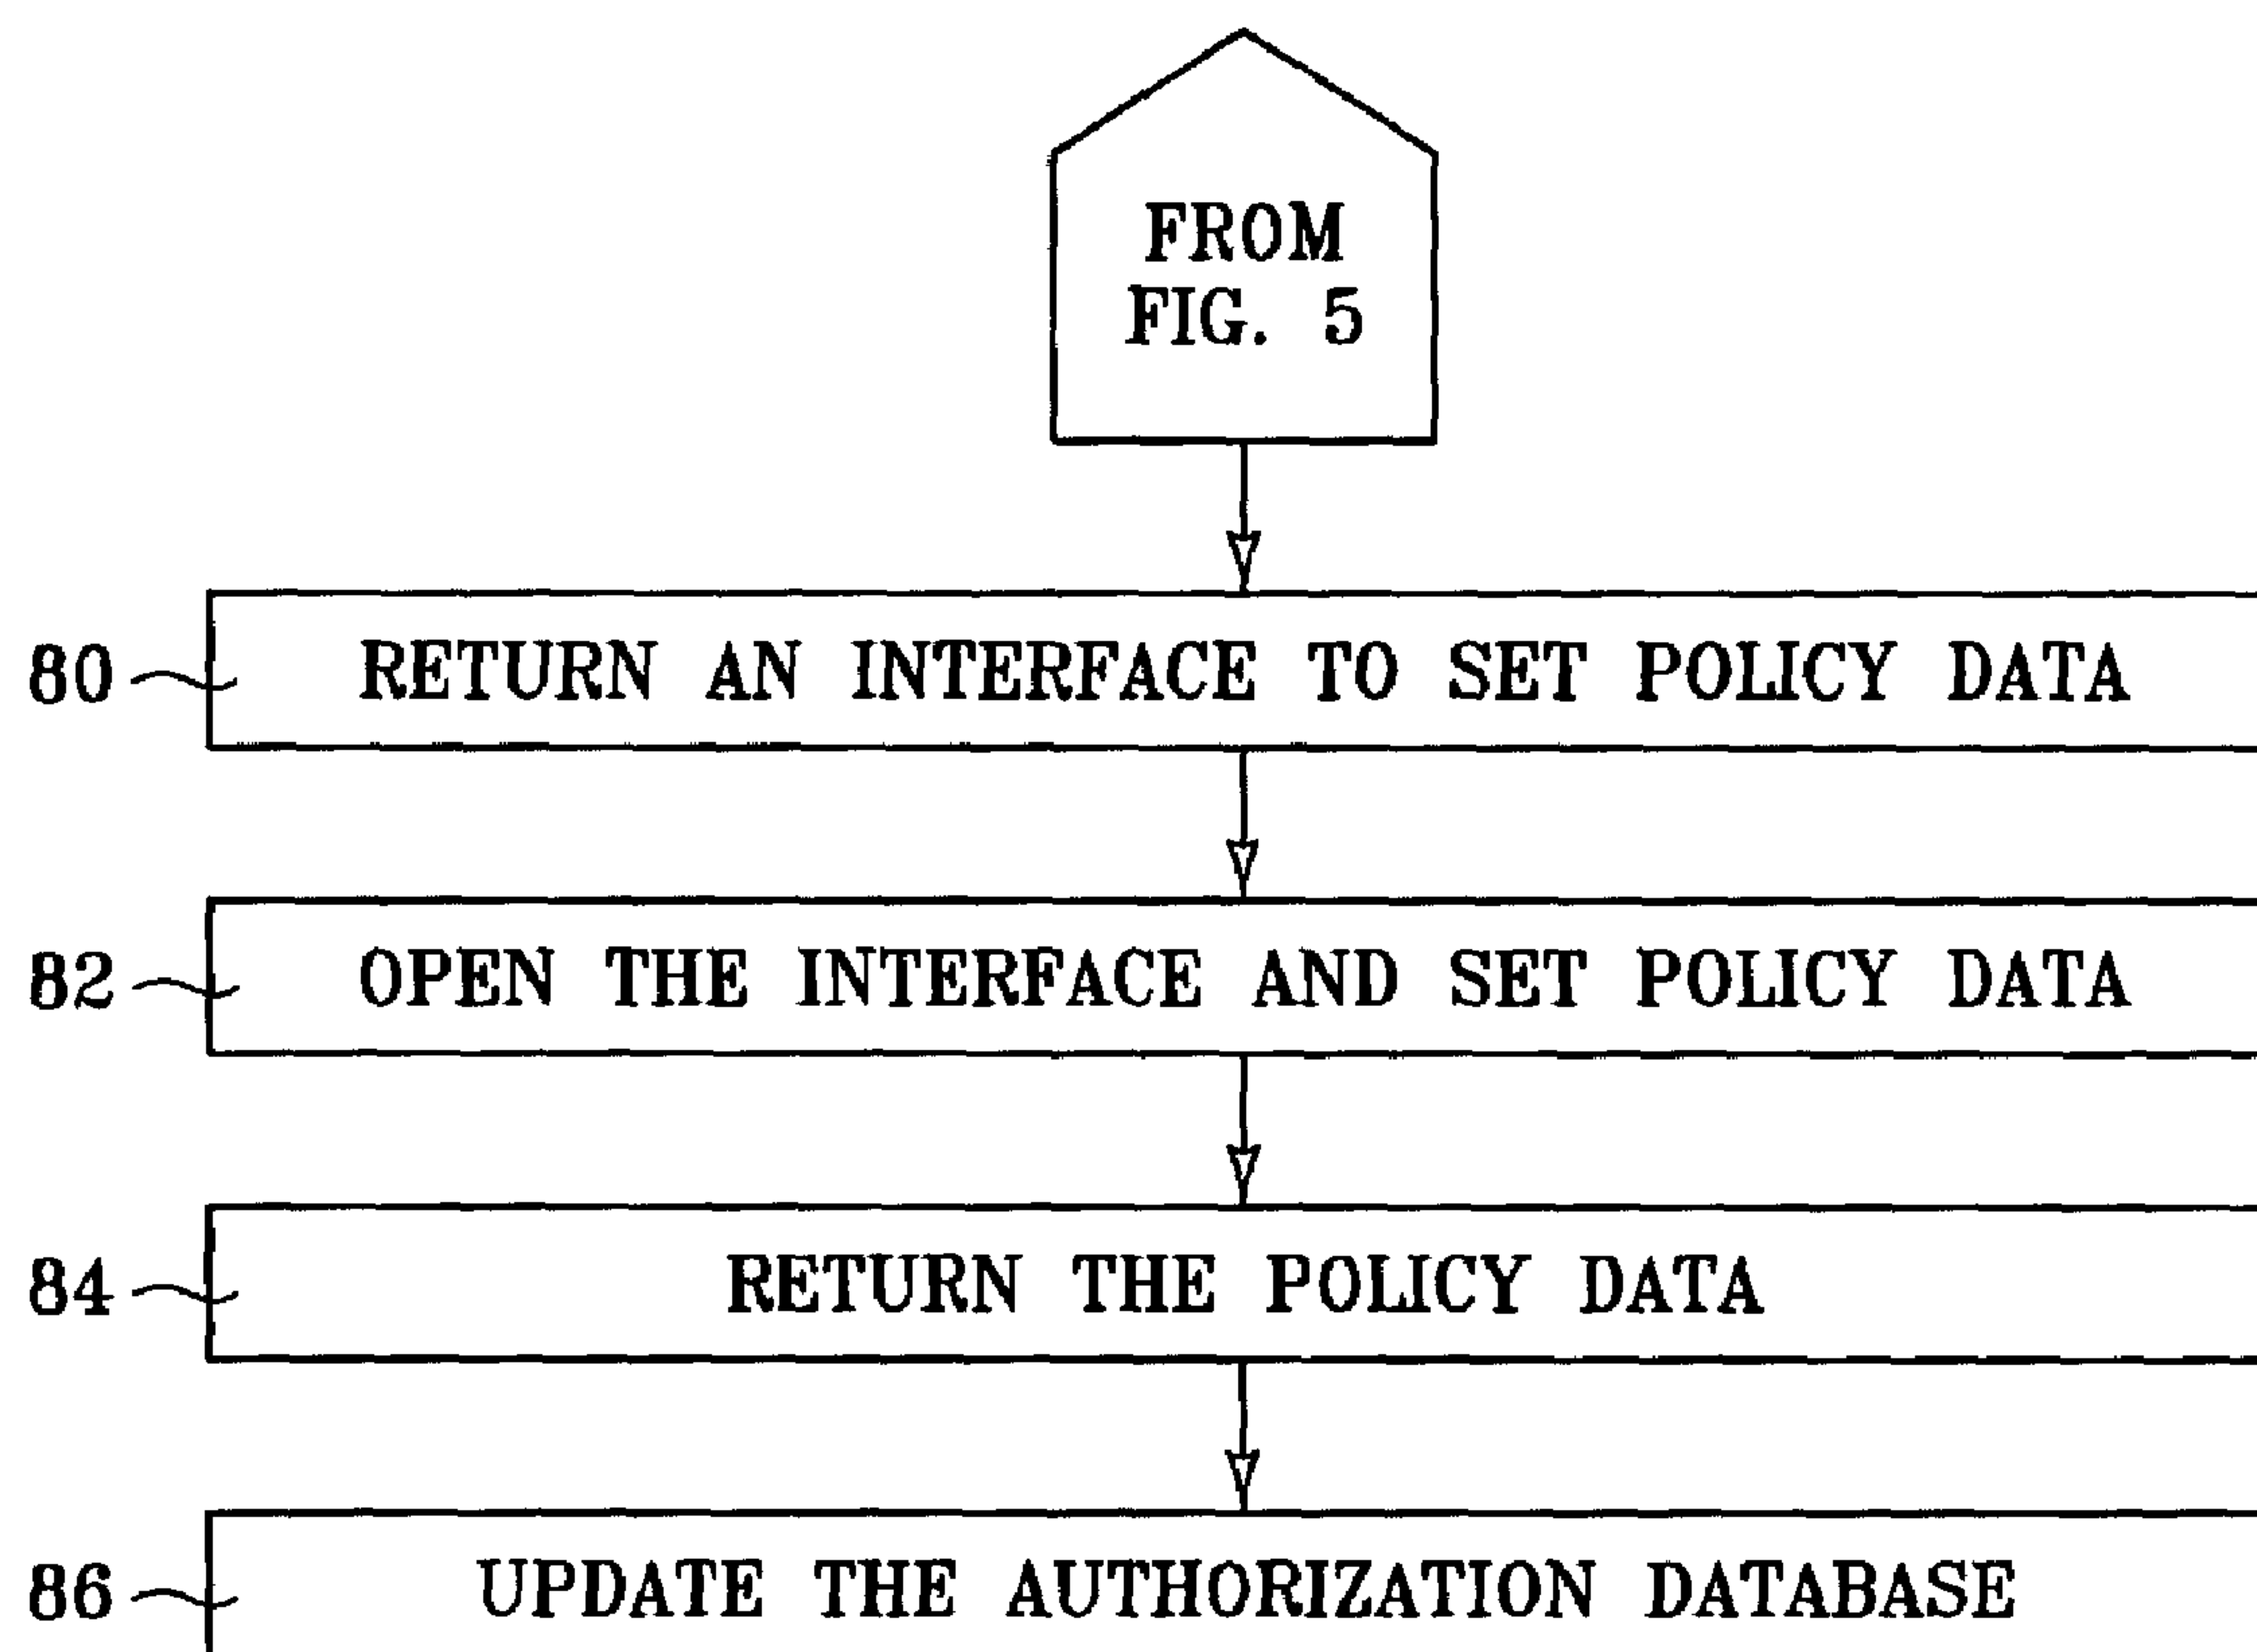 FROM
FIG. 5
80 RETURN AN INTERFACE TO SET POLICY DATA
82 OPEN THE INTERFACE AND SET POLICY DATA
84 RETURN THE POLICY DATA
86 UPDATE THE AUTHORIZATION DATABASE